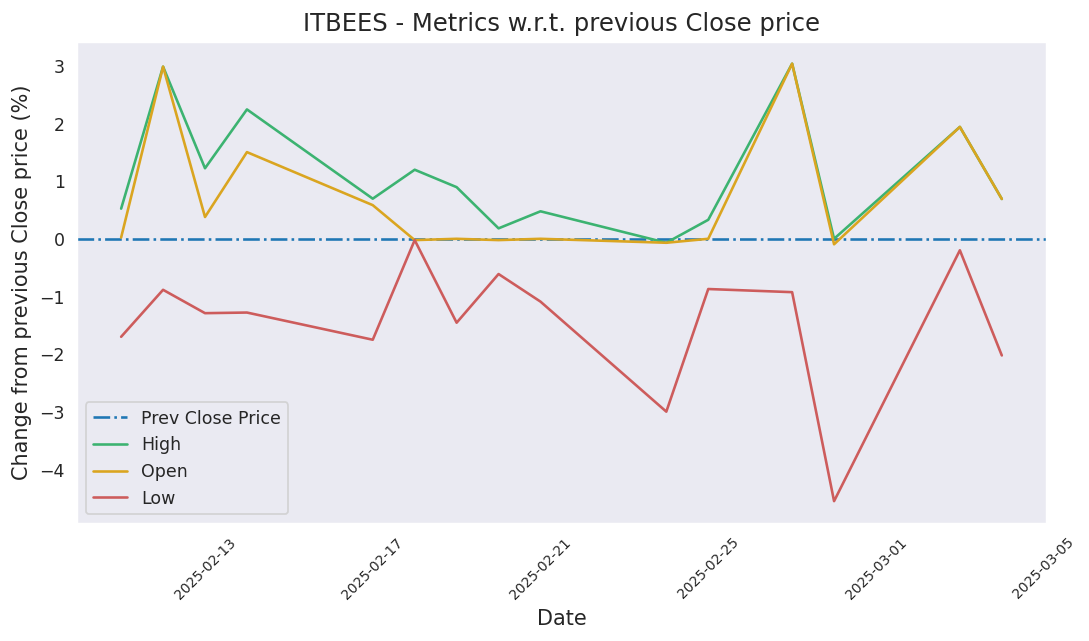 ITBEES - Metrics w.r.t. previous Close price
Change from previous Close price (%)
3
2
1
0
−1
−2
−3
−4
Prev Close Price
High
Open
Low
2025-02-13
2025-02-17
2025-02-21
2025-02-25
2025-03-01
2025-03-05
Date